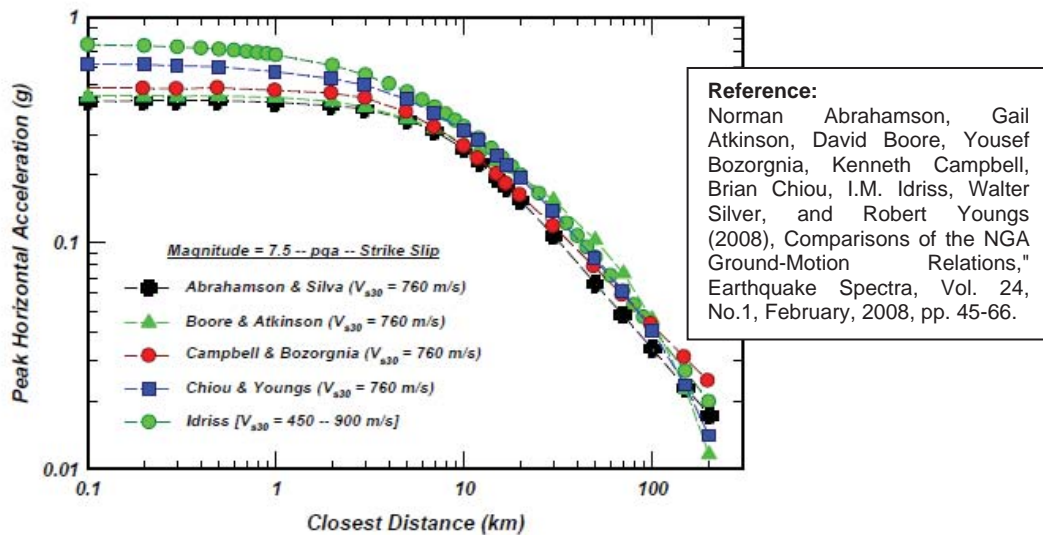 1
0.1
0.01
Peak Horizontal Acceleration (g)
Magnitude = 7.5 -- pga -- Strike Slip
Abrahamson & Silva (Vs30 = 760 m/s)
Boore & Atkinson (Vs30 = 760 m/s)
Campbell & Bozorgnia (Vs30 = 760 m/s)
Chiou & Youngs (Vs30 = 760 m/s)
Idriss [Vs30 = 450 -- 900 m/s]
0.1 1 10 100
Closest Distance (km)
Reference:
Norman Abrahamson, Gail
Atkinson, David Boore, Yousef
Bozorgnia, Kenneth Campbell,
Brian Chiou, I.M. Idriss, Walter
Silver, and Robert Youngs
(2008), Comparisons of the NGA
Ground-Motion Relations,"
Earthquake Spectra, Vol. 24,
No.1, February, 2008, pp. 45-66.